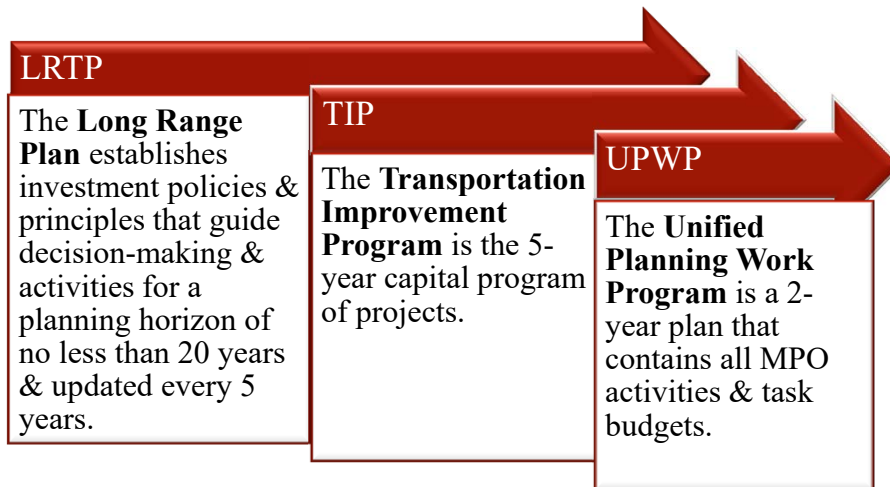 LRTP
The Long Range
Plan establishes
investment policies &
principles that guide
decision-making &
activities for a
planning horizon of
no less than 20 years
& updated every 5
years.
TIP
The Transportation
Improvement
Program is the 5-
year capital program
of projects.
UPWP
The Unified
Planning Work
Program is a 2-
year plan that
contains all MPO
activities & task
budgets.